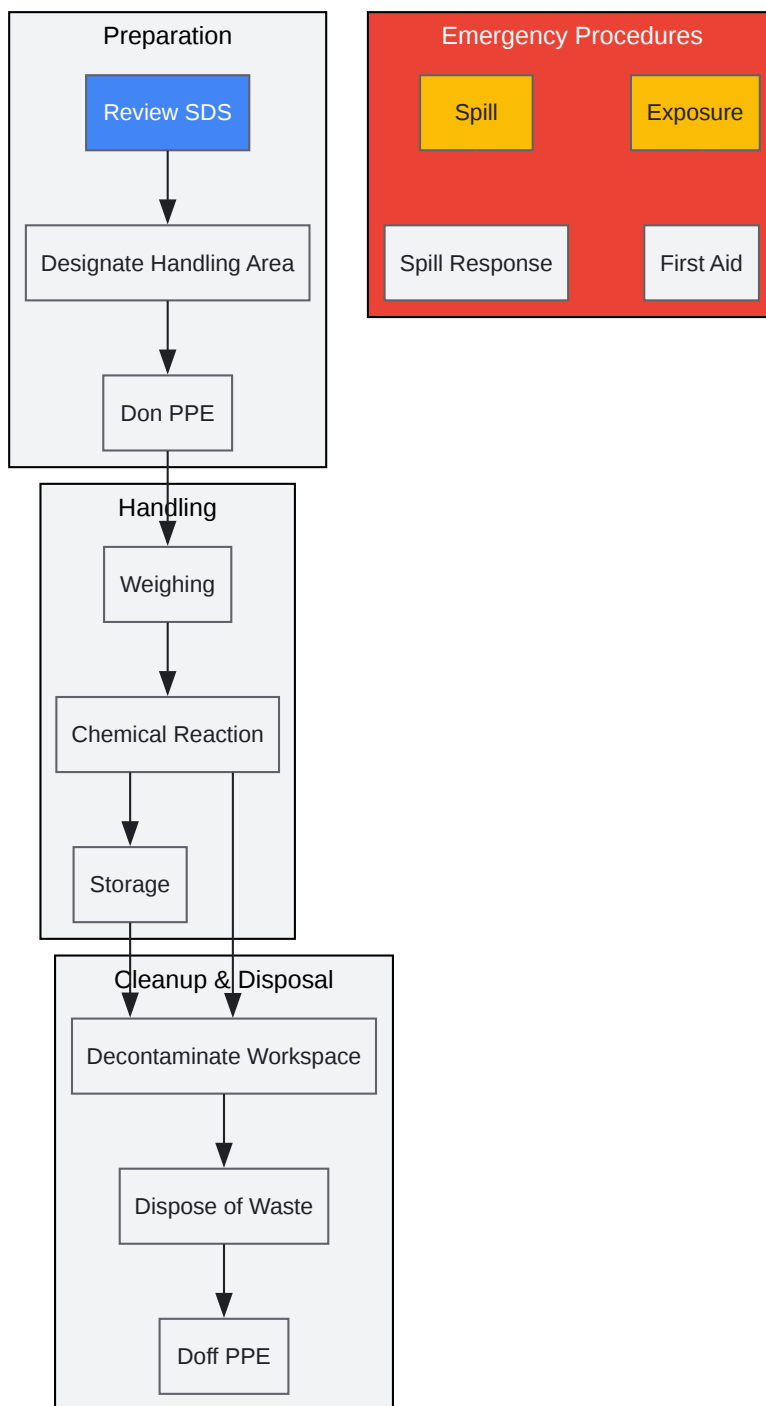 Preparation
Review SDS
Designate Handling Area
Don PPE
Handling
Weighing
Chemical Reaction
Storage
Cleanup & Disposal
Decontaminate Workspace
Dispose of Waste
Doff PPE
Emergency Procedures
Spill
Exposure
Spill Response
First Aid